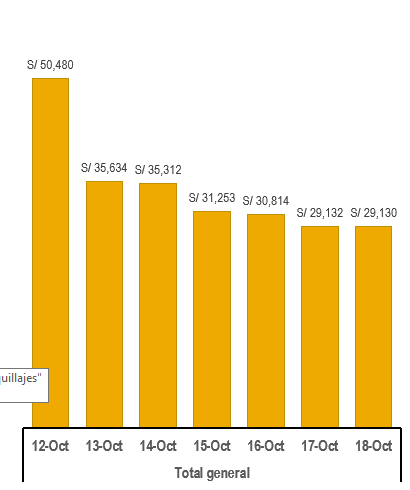 S/ 50,480
S/ 35,634
S/ 35,312
S/ 31,253
S/ 30,814
S/ 29,132
S/ 29,130
uillajes"
12-Oct
13-Oct
14-Oct
15-Oct
16-Oct
17-Oct
18-Oct
Total general